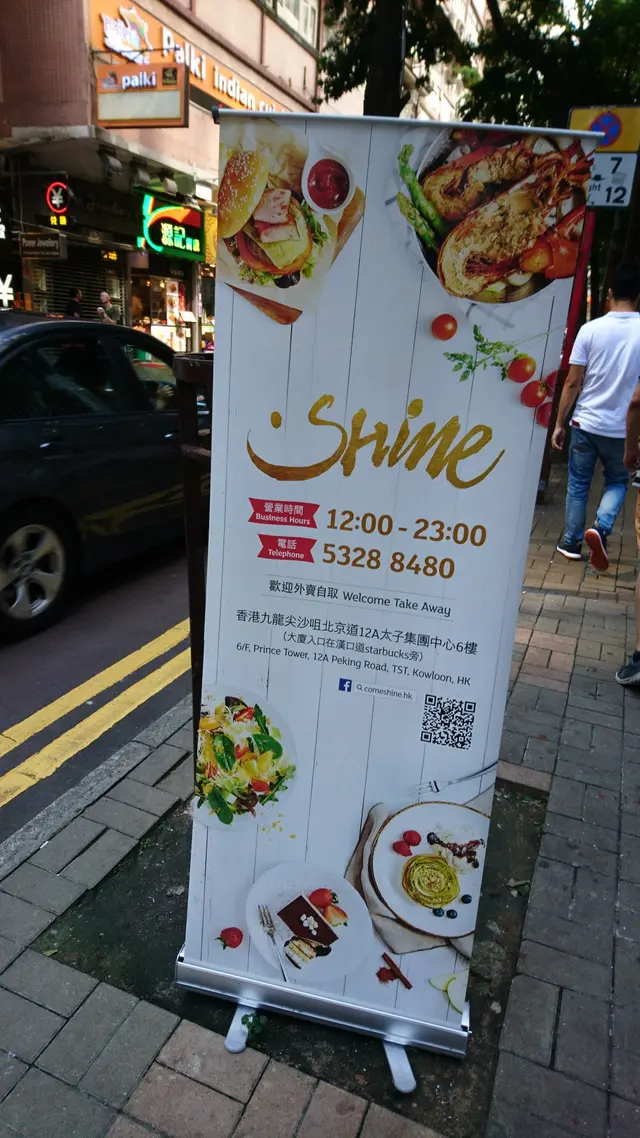 Palki Indian
palki
¥
¥
Power Jewellery
7
12
Shine
營業時間
Business Hours
12:00 - 23:00
電話
Telephone
5328 8480
歡迎外賣自取 Welcome Take Away
香港九龍尖沙咀北京道12A太子集團中心6樓
(大廈入口在漢口道starbucks旁)
6/F, Prince Tower, 12A Peking Road, TST, Kowloon, HK
f comeshine.hk